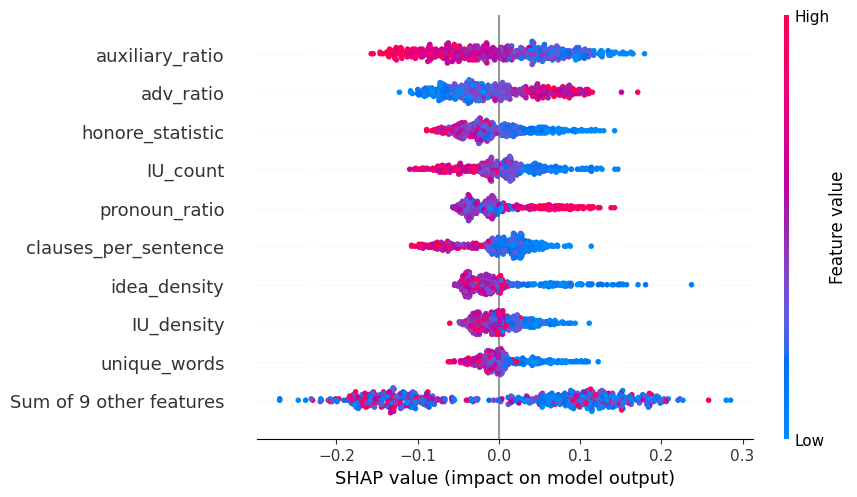 High
auxiliary_ratio
adv_ratio
honore_statistic
IU_count
pronoun_ratio
clauses_per_sentence
idea_density
IU_density
unique_words
Sum of 9 other features
Feature value
Low
−0.2 −0.1 0.0 0.1 0.2 0.3
SHAP value (impact on model output)